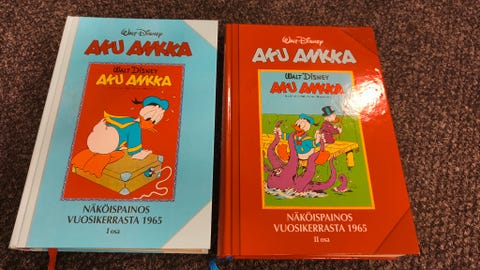 Walt Disney
AKU ANKKA
WALT DISNEY
AKU ANKKA
NÄKÖISPAINOS
VUOSIKERRASTA 1965
I osa
Walt Disney
AKU ANKKA
WALT DISNEY
AKU ANKKA
NÄKÖISPAINOS
VUOSIKERRASTA 1965
II osa